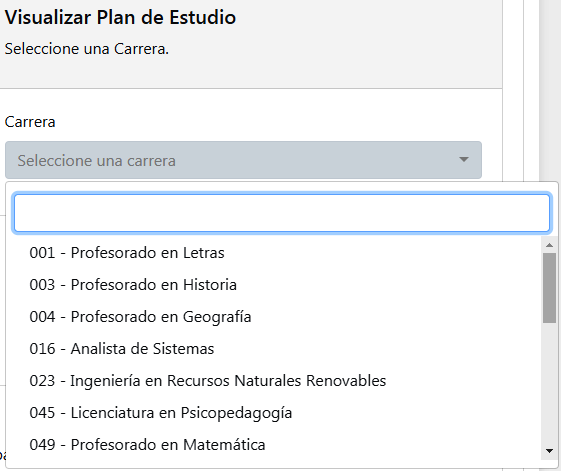 Visualizar Plan de Estudio
Seleccione una Carrera.
Carrera
Seleccione una carrera
001 - Profesorado en Letras
003 - Profesorado en Historia
004 - Profesorado en Geografía
016 - Analista de Sistemas
023 - Ingeniería en Recursos Naturales Renovables
045 - Licenciatura en Psicopedagogía
049 - Profesorado en Matemática